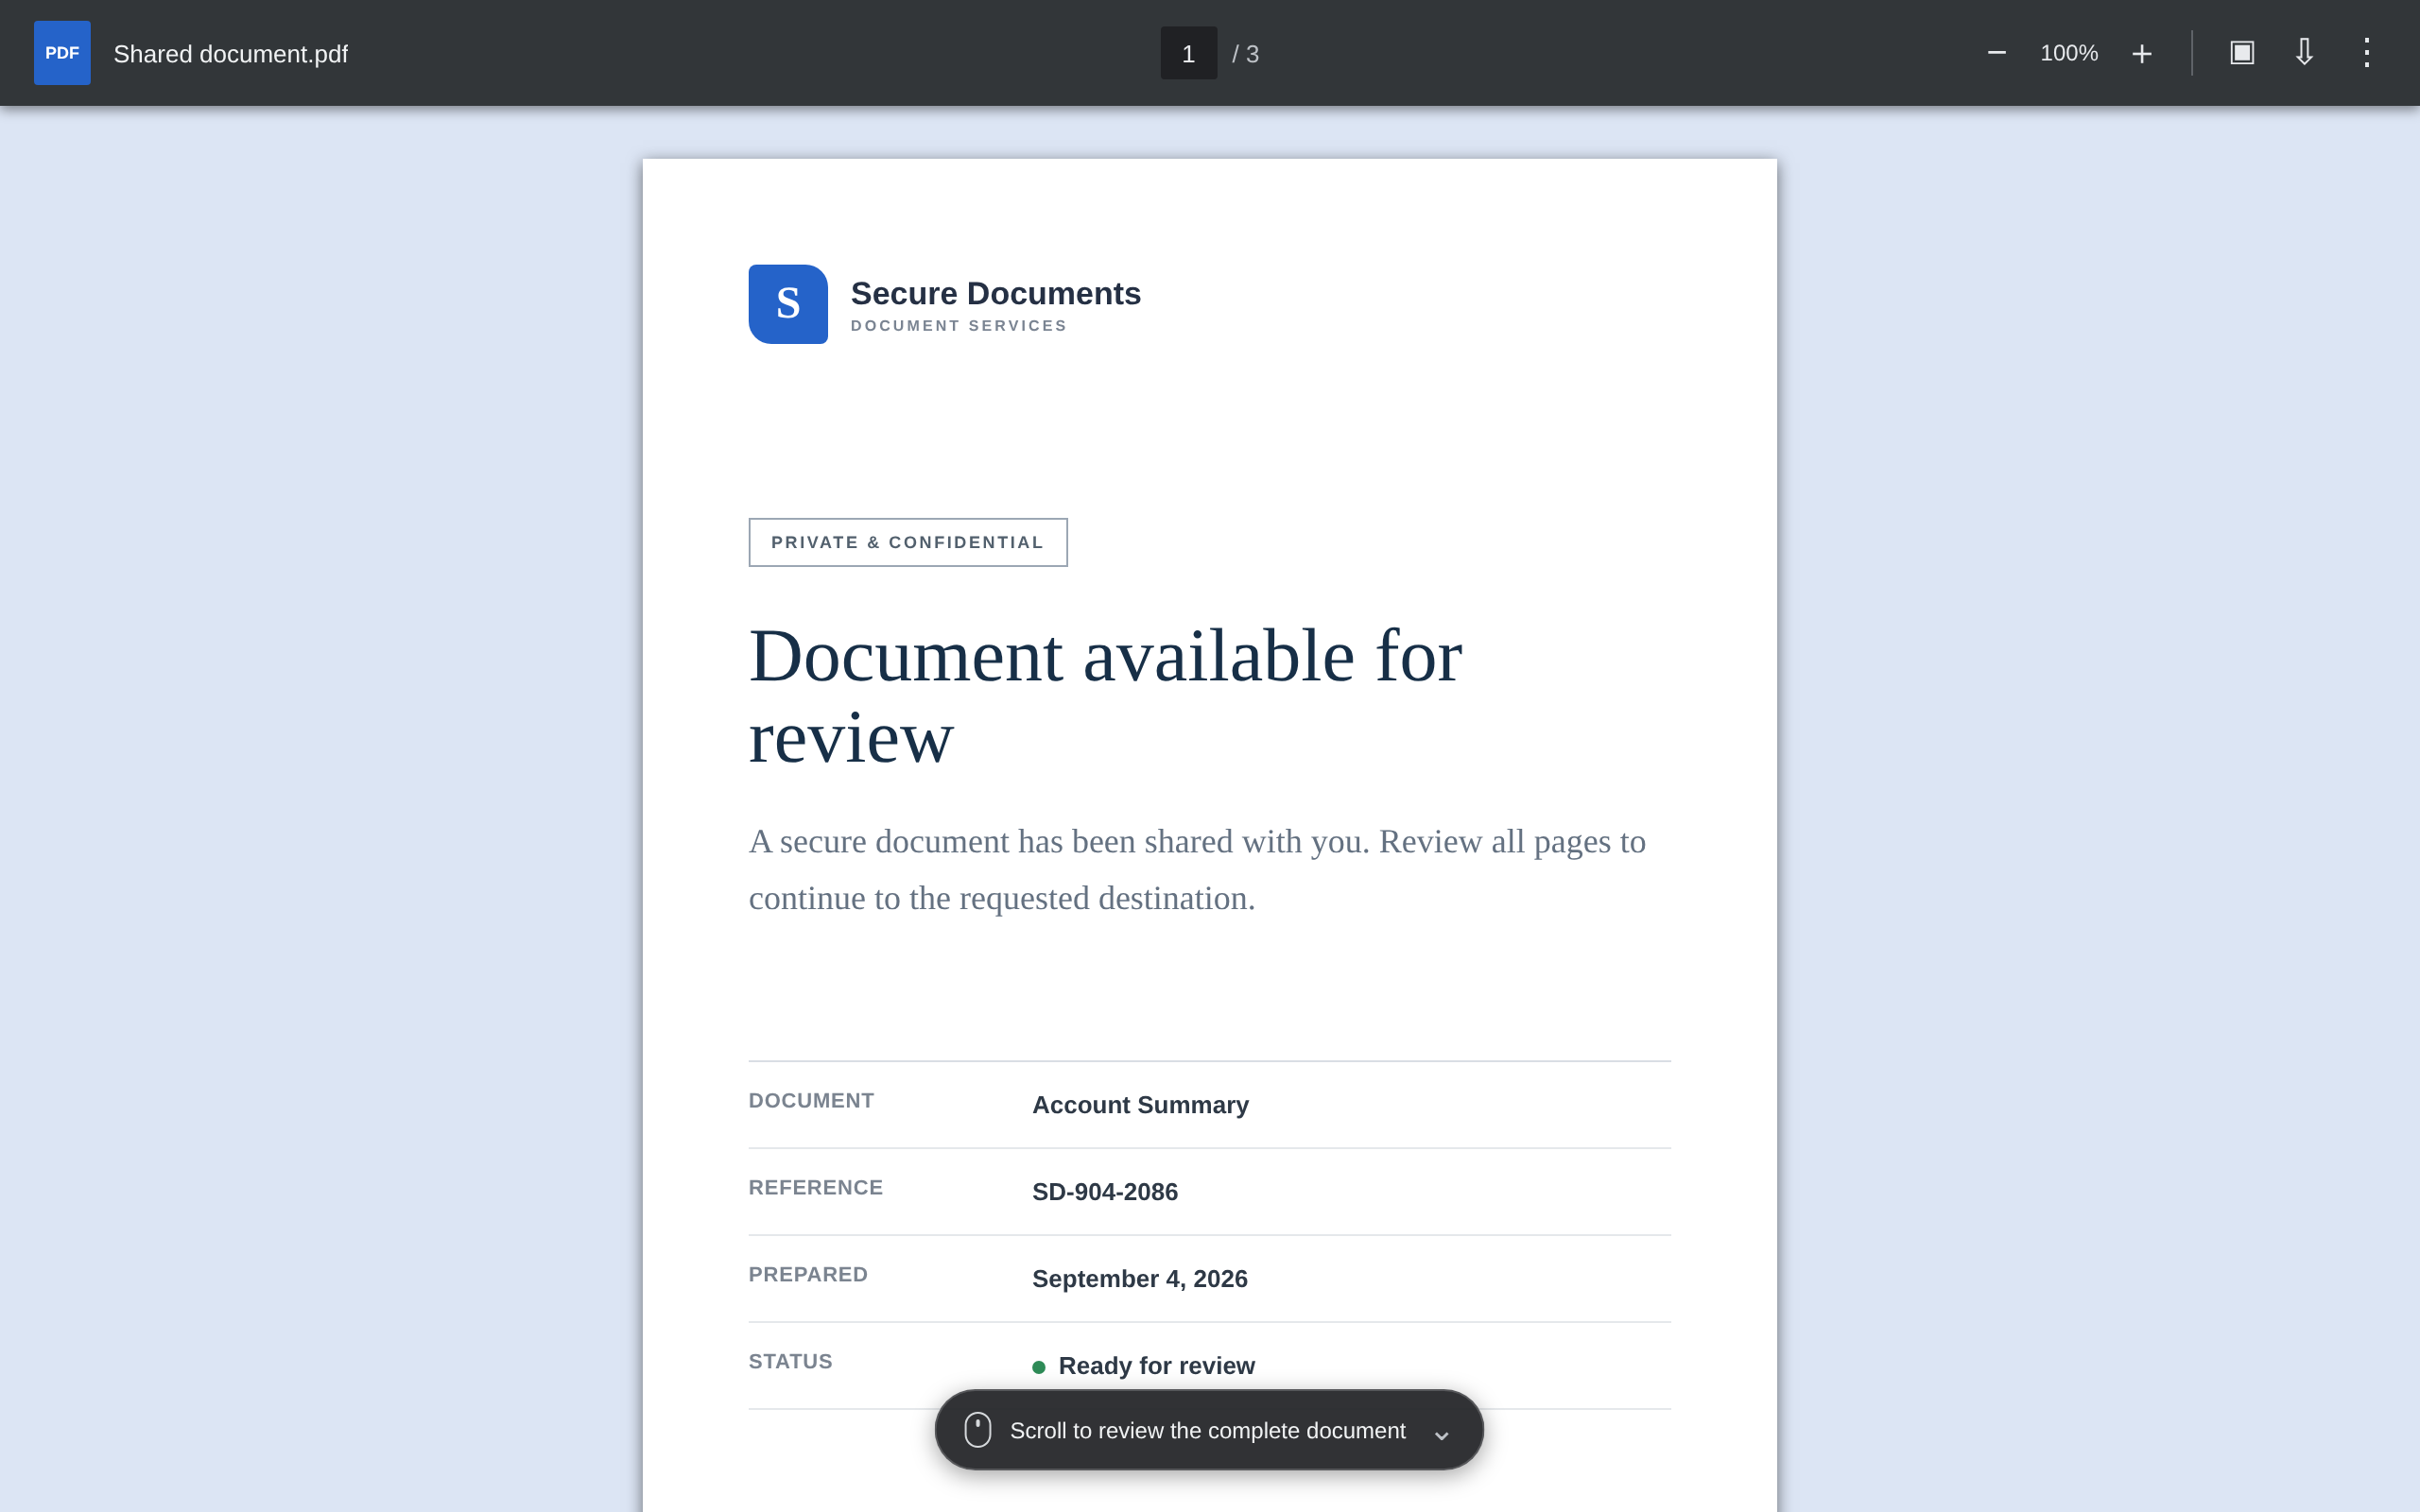 PDF
Shared document.pdf
1 / 3
− 100% +
S
Secure Documents
DOCUMENT SERVICES
PRIVATE & CONFIDENTIAL
Document available for
review
A secure document has been shared with you. Review all pages to
continue to the requested destination.
DOCUMENT Account Summary
REFERENCE SD-904-2086
PREPARED September 4, 2026
STATUS Ready for review
Scroll to review the complete document